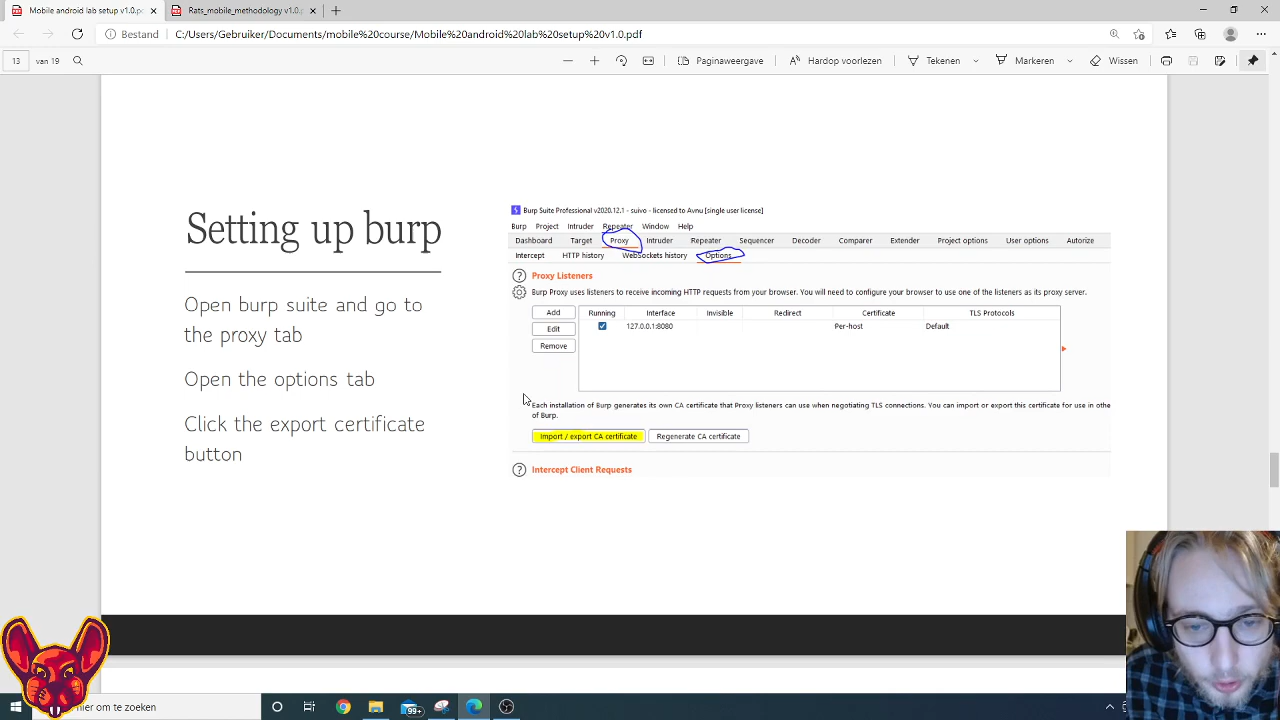 Mobile android lab setup v1.0.pdf
Rats_mobile_methodology v1.0.pdf
Bestand
C:/Users/Gebruiker/Documents/mobile%20course/Mobile%20android%20lab%20setup%20v1.0.pdf
13 van 19
Paginaweergave
Hardop voorlezen
Tekenen
Markeren
Wissen
Setting up burp
Open burp suite and go to
the proxy tab
Open the options tab
Click the export certificate
button
Burp Suite Professional v2020.12.1 - suivo - licensed to Avnu [single user license]
Burp Project Intruder Repeater Window Help
Dashboard Target Proxy Intruder Repeater Sequencer Decoder Comparer Extender Project options User options Autorize
Intercept HTTP history WebSockets history Options
Proxy Listeners
Burp Proxy uses listeners to receive incoming HTTP requests from your browser. You will need to configure your browser to use one of the listeners as its proxy server.
Add
Edit
Remove
Running Interface Invisible Redirect Certificate TLS Protocols
127.0.0.1:8080 Per-host Default
Each installation of Burp generates its own CA certificate that Proxy listeners can use when negotiating TLS connections. You can import or export this certificate for use in othe
of Burp.
Import / export CA certificate
Regenerate CA certificate
Intercept Client Requests
hier om te zoeken
99+